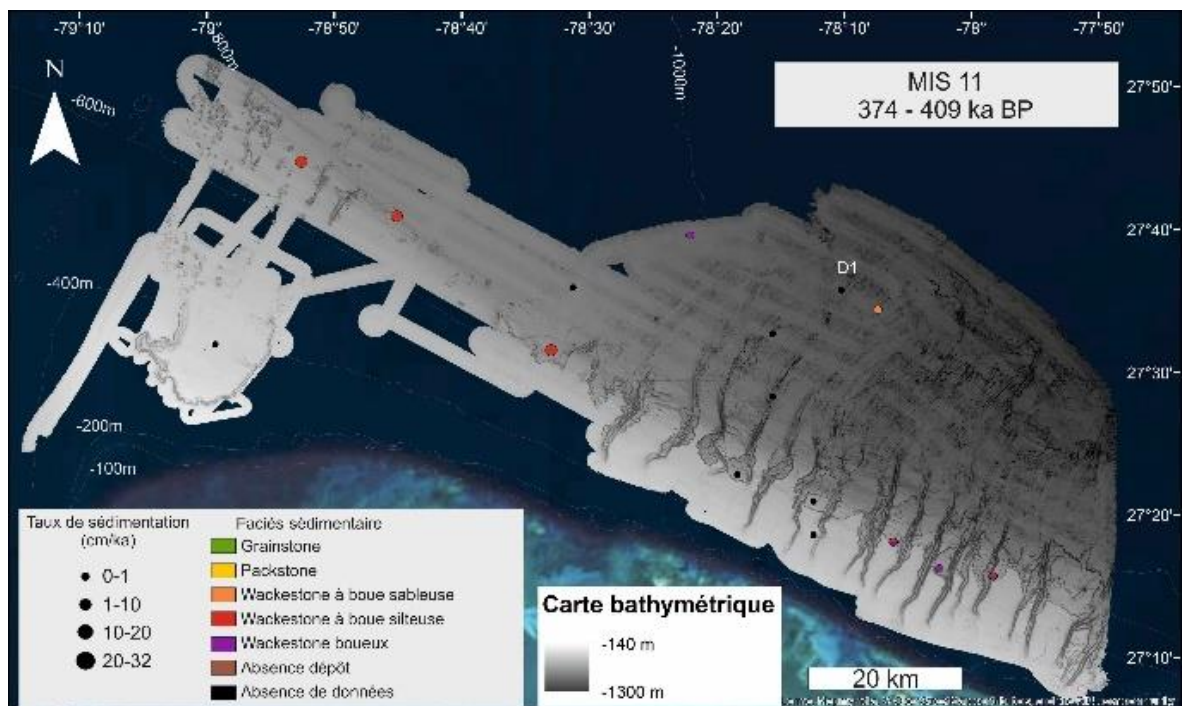 -79°10' -79° -78°50' -78°40' -78°30' -78°20' -78°10' -78° -77°50'
-800m
-1000m
N
-600m
MIS 11
374 - 409 ka BP
27°50'
27°40'
D1
-400m
27°30'
-200m
-100m
27°20'
Taux de sédimentation
(cm/ka)
0-1
1-10
10-20
20-32
Faciès sédimentaire
Grainstone
Packstone
Wackestone à boue sableuse
Wackestone à boue silteuse
Wackestone boueux
Absence dépôt
Absence de données
Carte bathymétrique
-140 m
-1300 m
27°10'
20 km